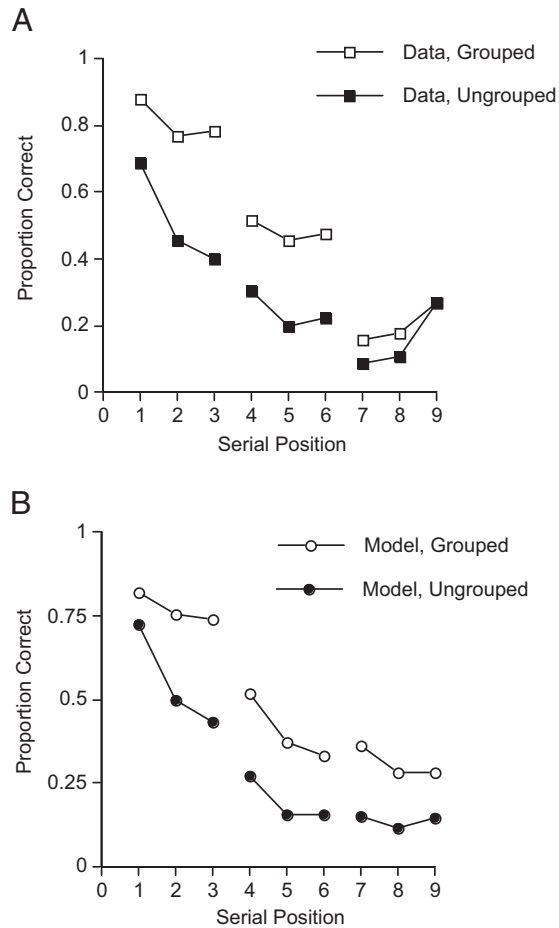 A
1
0.8
0.6
0.4
0.2
0
Proportion Correct
0 1 2 3 4 5 6 7 8 9
Serial Position
Data, Grouped
Data, Ungrouped
B
1
0.75
0.5
0.25
0
Proportion Correct
0 1 2 3 4 5 6 7 8 9
Serial Position
Model, Grouped
Model, Ungrouped